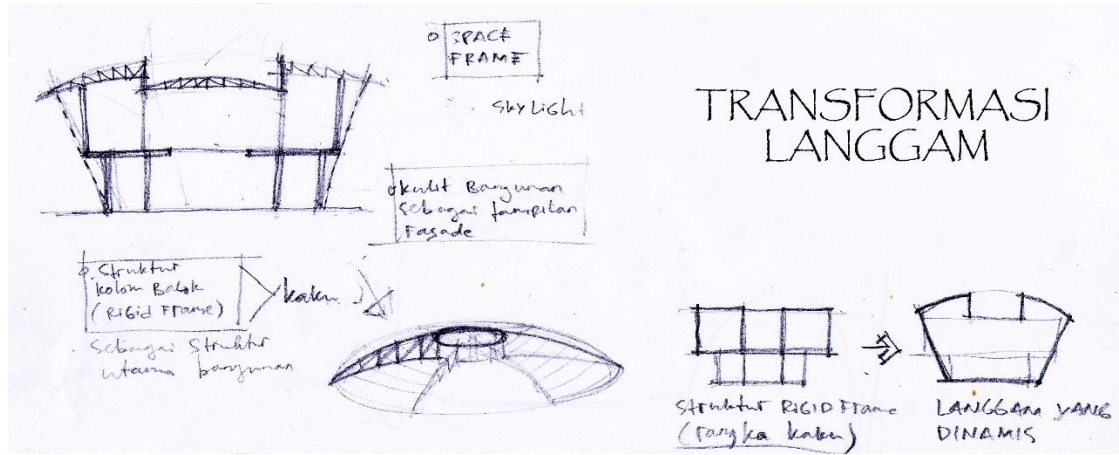 SPACE
FRAME
SKYLIGHT
TRANSFORMASI
LANGGAM
Kulit Bangunan
Sebagai tampilan
Façade
Struktur
Kolom Balok
(RIGid Frame)
kaku
Sebagai Struktur
utama bangunan
Struktur RIGID Frame
(rangka kaku)
LANGGAM YANG
DINAMIS